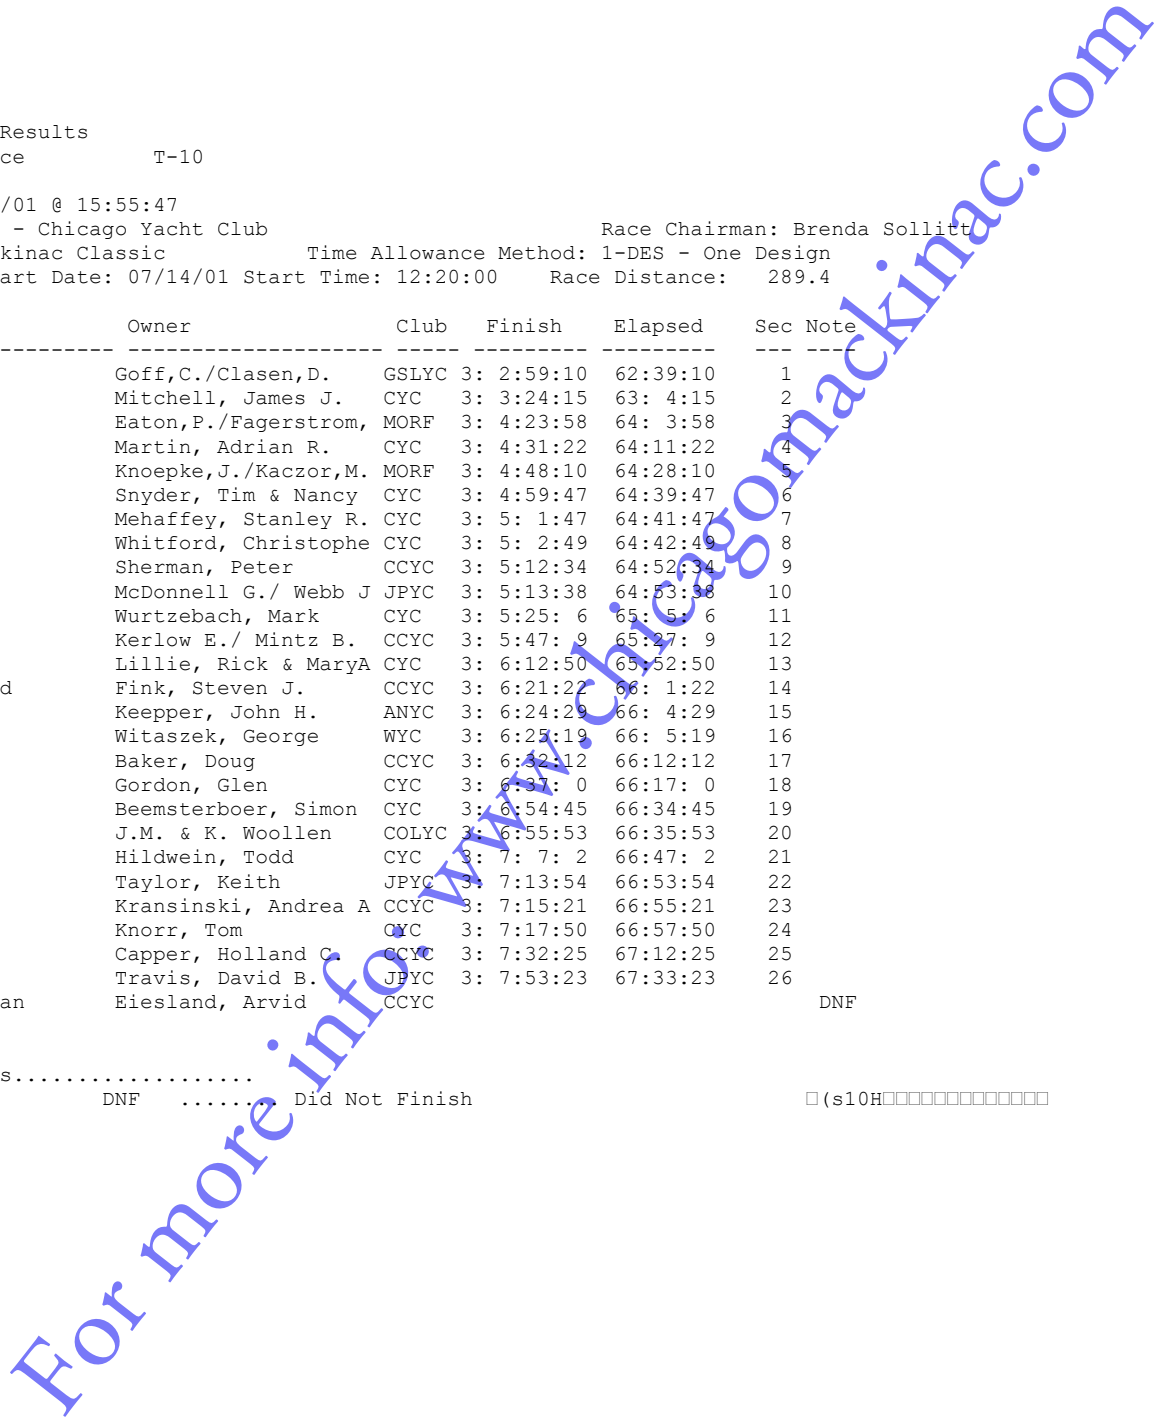 Results
ce T-10
/01 @ 15:55:47
- Chicago Yacht Club Race Chairman: Brenda Sollitt
kinac Classic Time Allowance Method: 1-DES - One Design
art Date: 07/14/01 Start Time: 12:20:00 Race Distance: 289.4
Owner Club Finish Elapsed Sec Note
--------- -------------------- ----- --------- --------- --- ----
Goff,C./Clasen,D. GSLYC 3: 2:59:10 62:39:10 1
Mitchell, James J. CYC 3: 3:24:15 63: 4:15 2
Eaton,P./Fagerstrom, MORF 3: 4:23:58 64: 3:58 3
Martin, Adrian R. CYC 3: 4:31:22 64:11:22 4
Knoepke,J./Kaczor,M. MORF 3: 4:48:10 64:28:10 5
Snyder, Tim & Nancy CYC 3: 4:59:47 64:39:47 6
Mehaffey, Stanley R. CYC 3: 5: 1:47 64:41:47 7
Whitford, Christophe CYC 3: 5: 2:49 64:42:49 8
Sherman, Peter CCYC 3: 5:12:34 64:52:34 9
McDonnell G./ Webb J JPYC 3: 5:13:38 64:53:38 10
Wurtzebach, Mark CYC 3: 5:25: 6 65: 5: 6 11
Kerlow E./ Mintz B. CCYC 3: 5:47: 9 65:27: 9 12
Lillie, Rick & MaryA CYC 3: 6:12:50 65:52:50 13
d Fink, Steven J. CCYC 3: 6:21:22 66: 1:22 14
Keepper, John H. ANYC 3: 6:24:29 66: 4:29 15
Witaszek, George WYC 3: 6:25:19 66: 5:19 16
Baker, Doug CCYC 3: 6:32:12 66:12:12 17
Gordon, Glen CYC 3: 6:37: 0 66:17: 0 18
Beemsterboer, Simon CYC 3: 6:54:45 66:34:45 19
J.M. & K. Woollen COLYC 3: 6:55:53 66:35:53 20
Hildwein, Todd CYC 3: 7: 7: 2 66:47: 2 21
Taylor, Keith JPYC 3: 7:13:54 66:53:54 22
Kransinski, Andrea A CCYC 3: 7:15:21 66:55:21 23
Knorr, Tom CYC 3: 7:17:50 66:57:50 24
Capper, Holland C. CCYC 3: 7:32:25 67:12:25 25
Travis, David B. JPYC 3: 7:53:23 67:33:23 26
an Eiesland, Arvid CCYC DNF
s...................
DNF ........ Did Not Finish □(s10H□□□□□□□□□□□□□
For more info: www.chicagomackinac.com